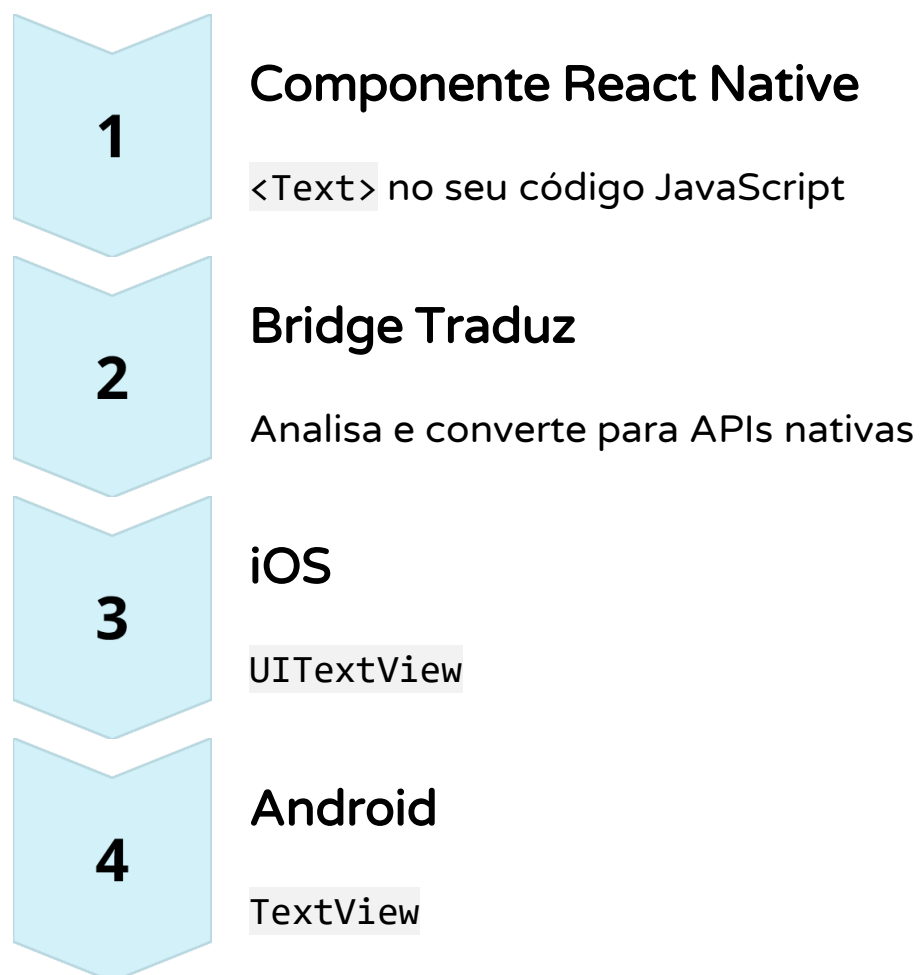 1
Componente React Native
<Text> no seu código JavaScript
2
Bridge Traduz
Analisa e converte para APIs nativas
3
iOS
UITextView
4
Android
TextView